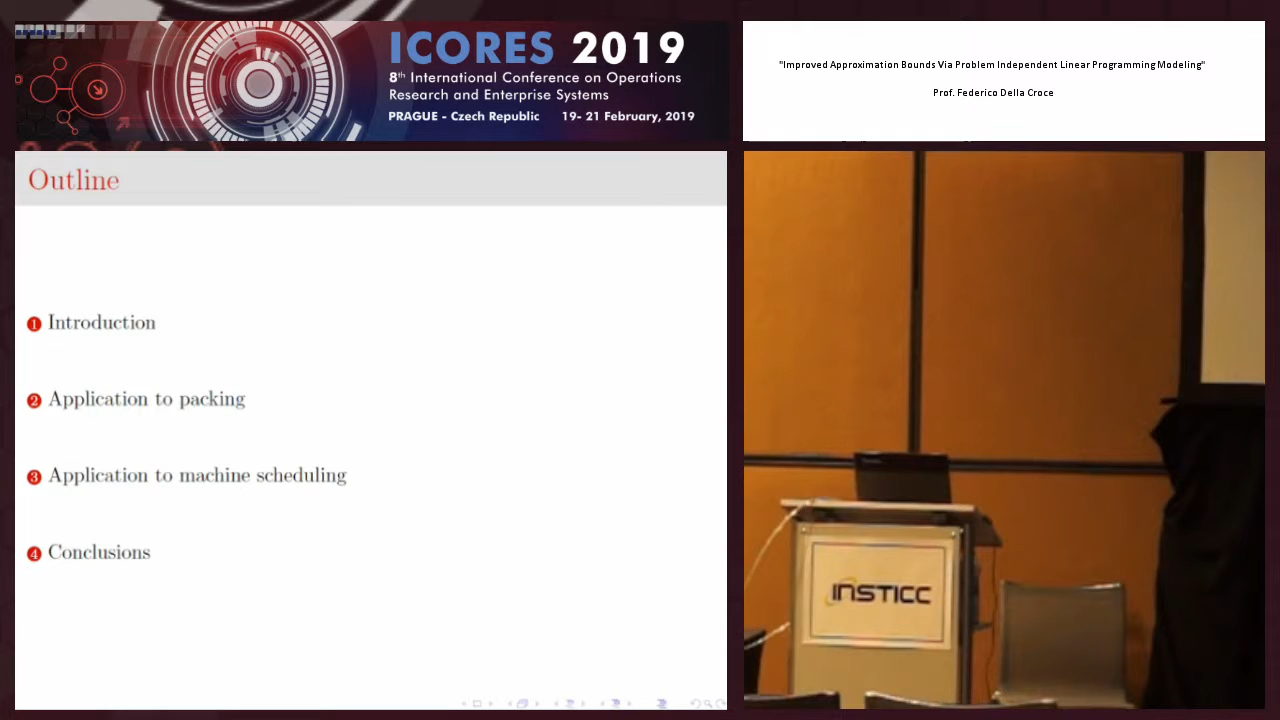 ICORES 2019
8th International Conference on Operations
Research and Enterprise Systems
PRAGUE - Czech Republic 19- 21 February, 2019
"Improved Approximation Bounds Via Problem Independent Linear Programming Modeling"
Prof. Federico Della Croce
Outline
1 Introduction
2 Application to packing
3 Application to machine scheduling
4 Conclusions
INSTICC